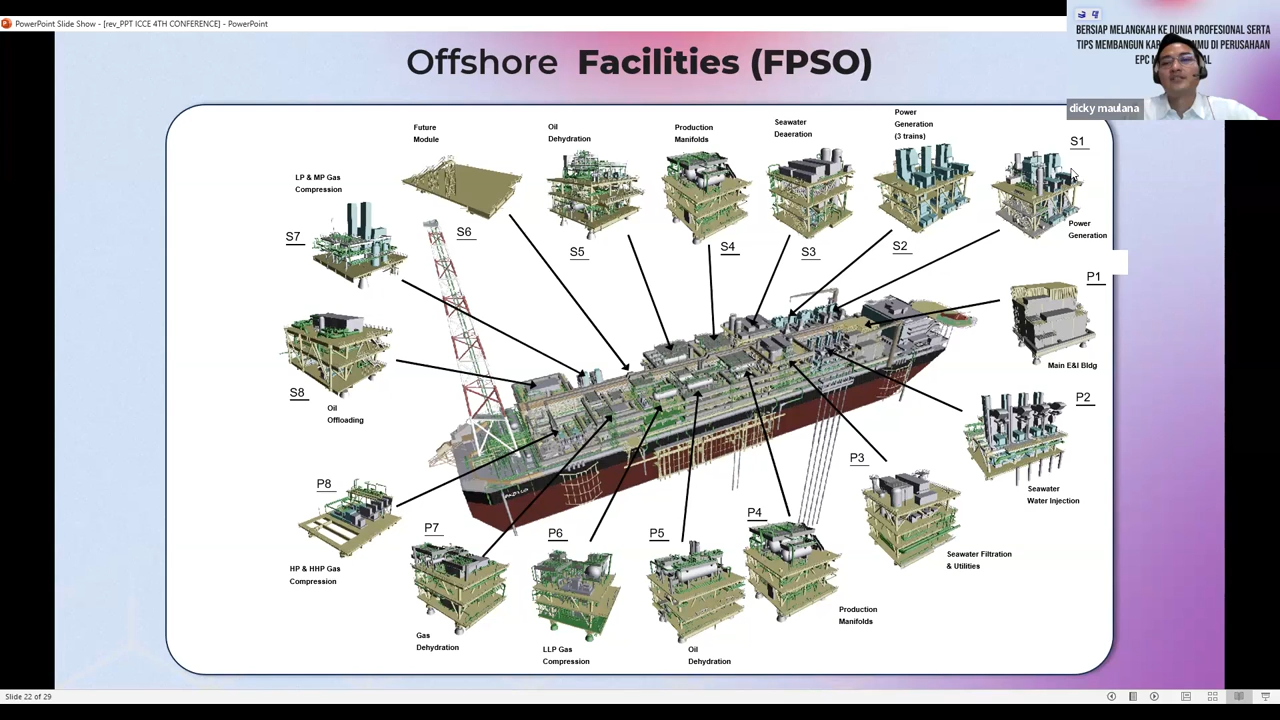 PowerPoint Slide Show - [rev_PPT ICCE 4TH CONFERENCE] - PowerPoint
BERSIAP MELANGKAH KE DUNIA PROFESIONAL SERTA
TIPS MEMBANGUN DI PERUSAHAAN
EPC
dicky maulana
Offshore Facilities (FPSO)
Future
Module
Oil
Dehydration
Production
Manifolds
Seawater
Deaeration
Power
Generation
(3 trains)
S1
LP & MP Gas
Compression
S7
S6
S5
S4
S3
S2
Power
Generation
P1
Main E&I Bldg
S8
Oil
Offloading
P2
Seawater
Water Injection
P3
Seawater Filtration
& Utilities
P8
HP & HHP Gas
Compression
P7
Gas
Dehydration
P6
LLP Gas
Compression
P5
Oil
Dehydration
P4
Production
Manifolds
Slide 22 of 29